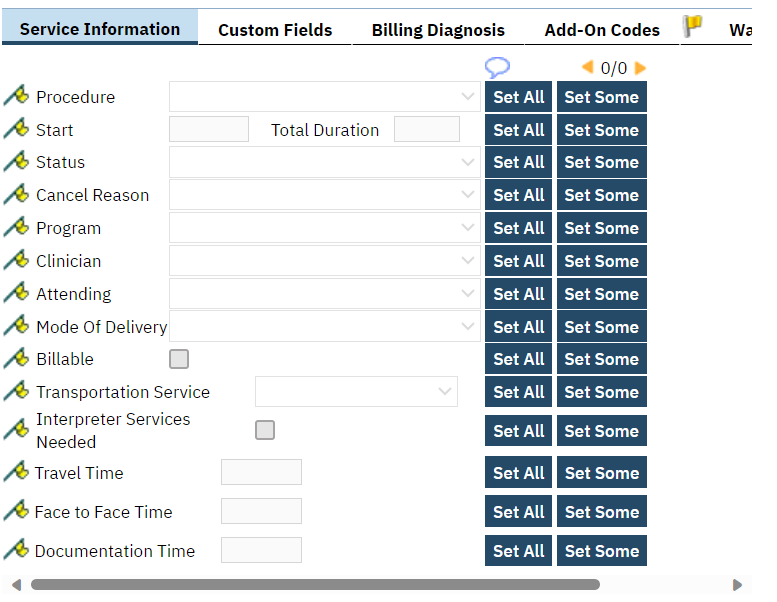 Service Information Custom Fields Billing Diagnosis Add-On Codes Wa
0/0
Procedure Set All Set Some
Start Total Duration Set All Set Some
Status Set All Set Some
Cancel Reason Set All Set Some
Program Set All Set Some
Clinician Set All Set Some
Attending Set All Set Some
Mode Of Delivery Set All Set Some
Billable Set All Set Some
Transportation Service Set All Set Some
Interpreter Services
Needed Set All Set Some
Travel Time Set All Set Some
Face to Face Time Set All Set Some
Documentation Time Set All Set Some